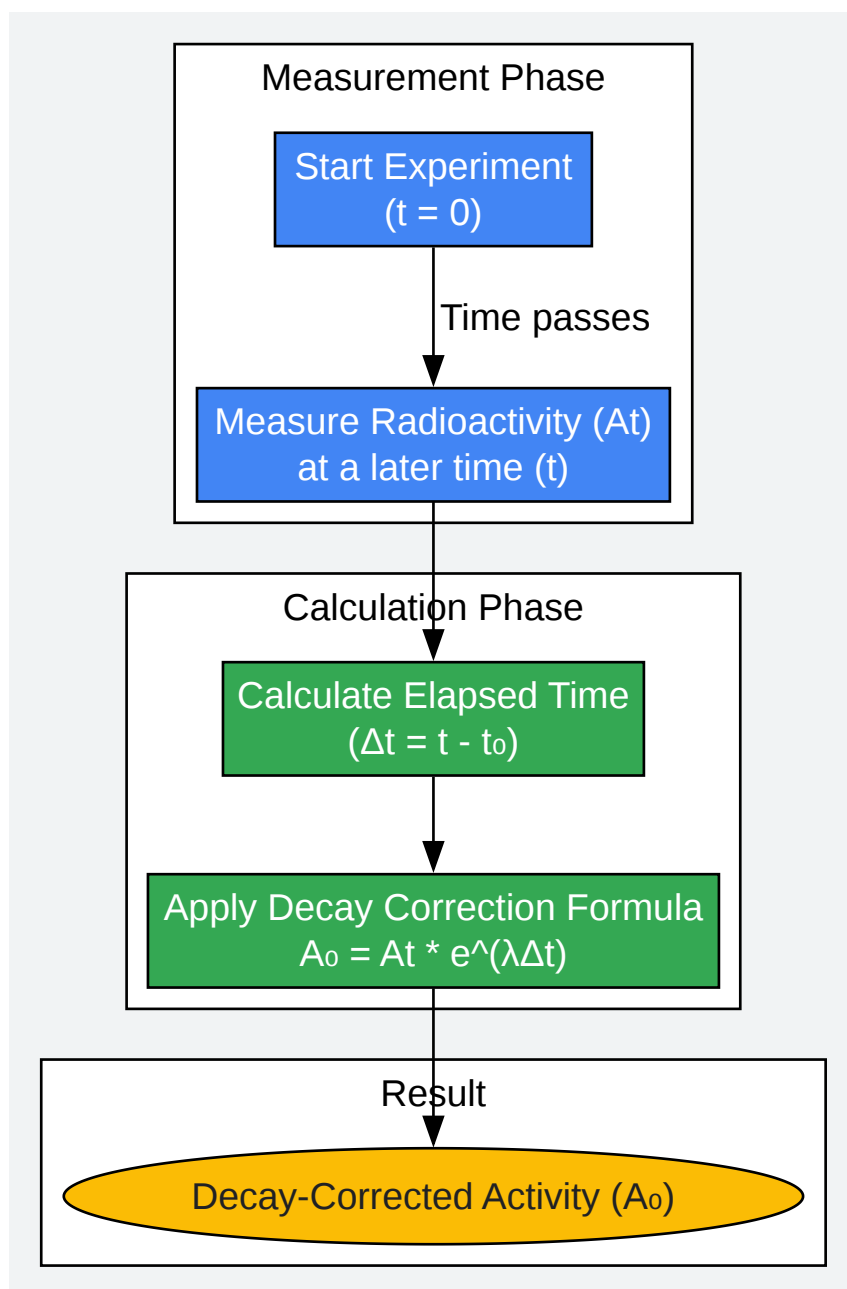 Measurement Phase
Start Experiment
(t = 0)
Time passes
Measure Radioactivity (At)
at a later time (t)
Calculation Phase
Calculate Elapsed Time
(Δt = t - t₀)
Apply Decay Correction Formula
A₀ = At * e^(λΔt)
Result
Decay-Corrected Activity (A₀)